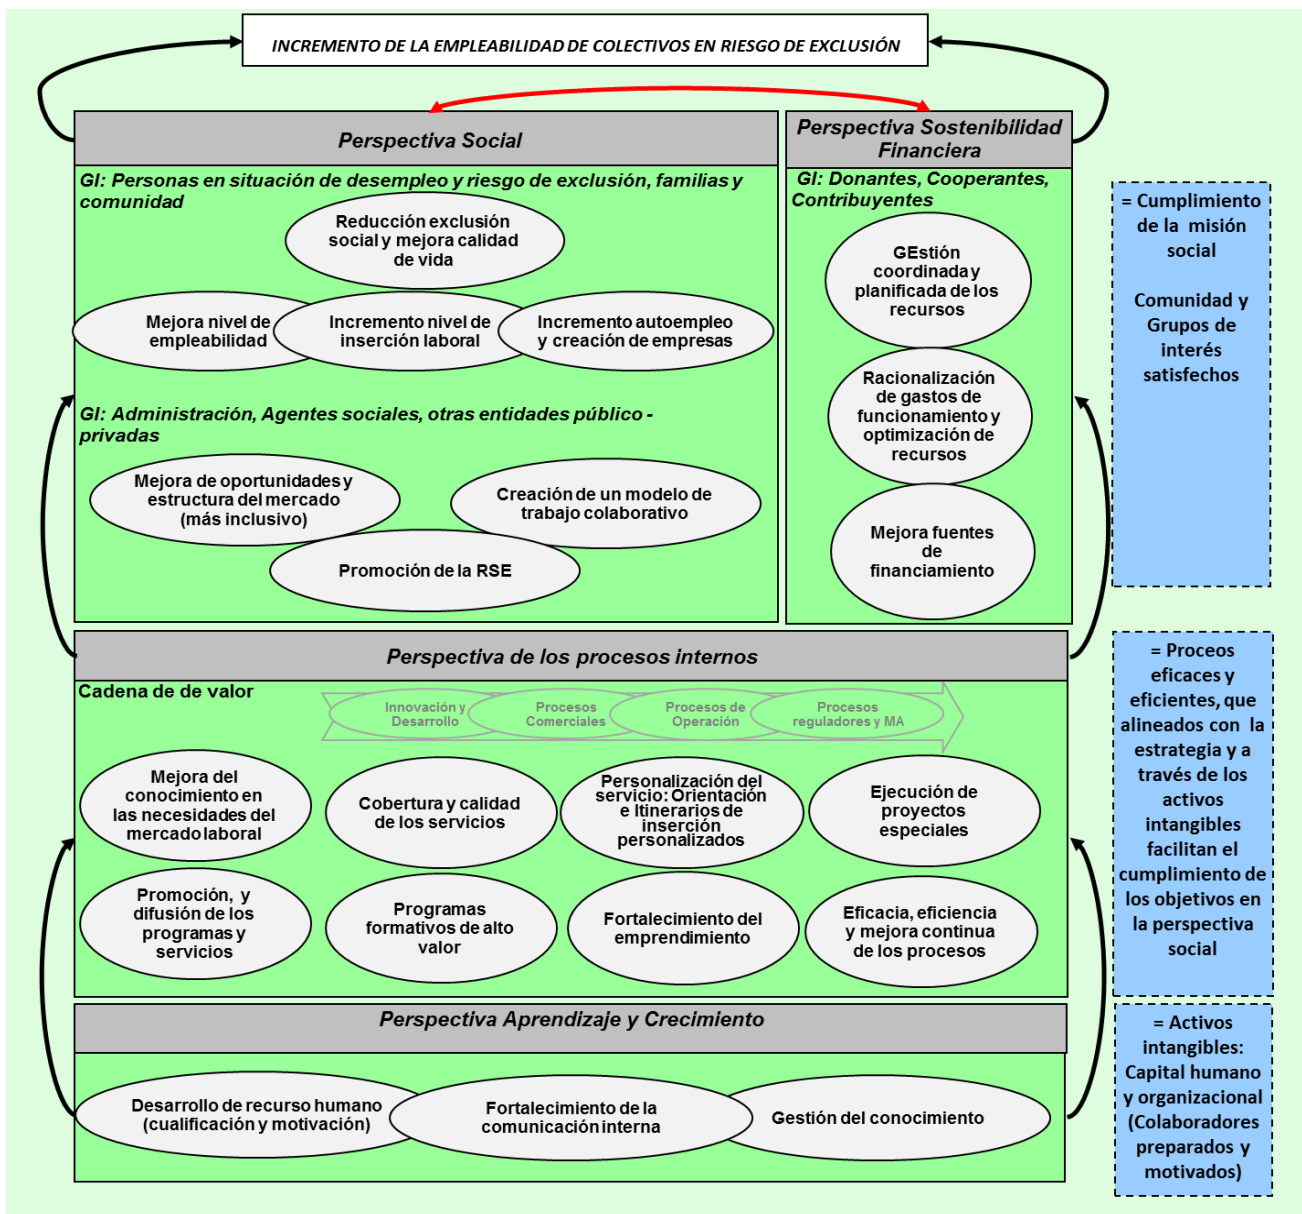 INCREMENTO DE LA EMPLEABILIDAD DE COLECTIVOS EN RIESGO DE EXCLUSIÓN
Perspectiva Social
GI: Personas en situación de desempleo y riesgo de exclusión, familias y
comunidad
Reducción exclusión
social y mejora calidad
de vida
Mejora nivel de
empleabilidad
Incremento nivel de
inserción laboral
Incremento autoempleo
y creación de empresas
GI: Administración, Agentes sociales, otras entidades público -
privadas
Mejora de oportunidades y
estructura del mercado
(más inclusivo)
Creación de un modelo de
trabajo colaborativo
Promoción de la RSE
Perspectiva Sostenibilidad
Financiera
GI: Donantes, Cooperantes,
Contribuyentes
GEstión
coordinada y
planificada de los
recursos
Racionalización
de gastos de
funcionamiento y
optimización de
recursos
Mejora fuentes
de
financiamiento
= Cumplimiento
de la misión
social
Comunidad y
Grupos de
interés
satisfechos
Perspectiva de los procesos internos
Cadena de de valor
Innovación y
Desarrollo
Procesos
Comerciales
Procesos de
Operación
Procesos
reguladores y MA
Mejora del
conocimiento en
las necesidades del
mercado laboral
Cobertura y calidad
de los servicios
Personalización del
servicio: Orientación
e Itinerarios de
inserción
personalizados
Ejecución de
proyectos
especiales
Promoción, y
difusión de los
programas y
servicios
Programas
formativos de alto
valor
Fortalecimiento del
emprendimiento
Eficacia, eficiencia
y mejora continua
de los procesos
= Proceos
eficaces y
eficientes, que
alineados con la
estrategia y a
través de los
activos
intangibles
facilitan el
cumplimiento de
los objetivos en
la perspectiva
social
Perspectiva Aprendizaje y Crecimiento
Desarrollo de recurso humano
(cualificación y motivación)
Fortalecimiento de la
comunicación interna
Gestión del conocimiento
= Activos
intangibles:
Capital humano
y organizacional
(Colaboradores
preparados y
motivados)